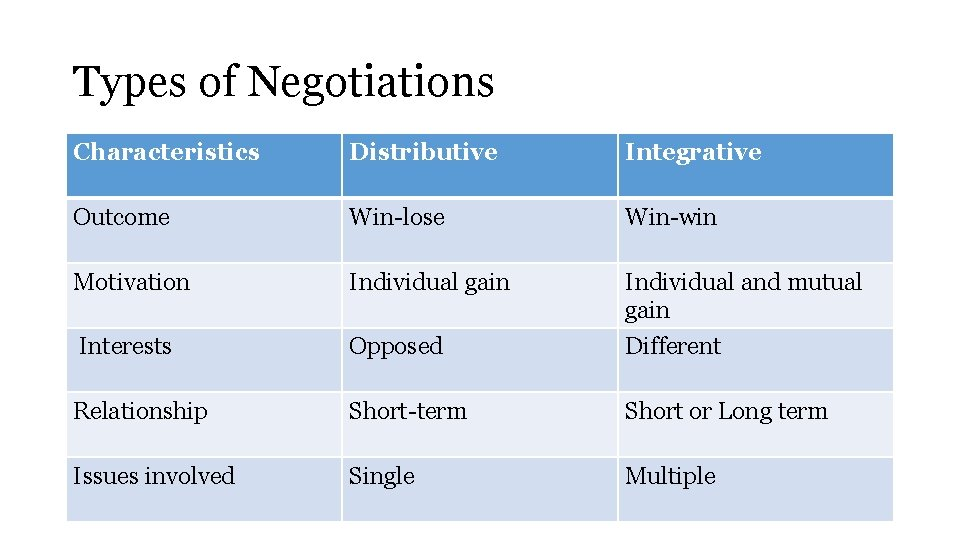 Types of Negotiations
Characteristics Distributive Integrative
Outcome Win-lose Win-win
Motivation Individual gain Individual and mutual
gain
Interests Opposed Different
Relationship Short-term Short or Long term
Issues involved Single Multiple